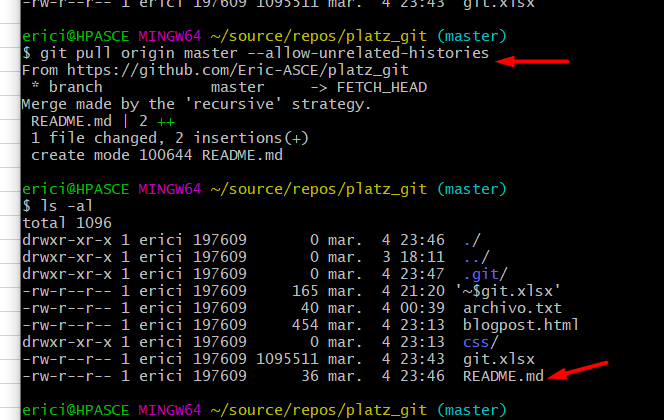 -rw-r--r-- 1 erici 197609 1095511 mar.  4 23:43  git.xlsx
erici@HPASCE MINGW64 ~/source/repos/platz_git (master)
$ git pull origin master --allow-unrelated-histories
From https://github.com/Eric-ASCE/platz_git
 * branch            master     -> FETCH_HEAD
Merge made by the 'recursive' strategy.
 README.md | 2 ++
 1 file changed, 2 insertions(+)
 create mode 100644 README.md
erici@HPASCE MINGW64 ~/source/repos/platz_git (master)
$ ls -al
total 1096
drwxr-xr-x 1 erici 197609       0 mar.  4 23:46  ./
drwxr-xr-x 1 erici 197609       0 mar.  3 18:11  ../
drwxr-xr-x 1 erici 197609       0 mar.  4 23:47  .git/
-rw-r--r-- 1 erici 197609     165 mar.  4 21:20 '~$git.xlsx'
-rw-r--r-- 1 erici 197609      40 mar.  4 00:39  archivo.txt
-rw-r--r-- 1 erici 197609     454 mar.  4 23:13  blogpost.html
drwxr-xr-x 1 erici 197609       0 mar.  4 23:13  css/
-rw-r--r-- 1 erici 197609 1095511 mar.  4 23:43  git.xlsx
-rw-r--r-- 1 erici 197609      36 mar.  4 23:46  README.md
erici@HPASCE MINGW64 ~/source/repos/platz_git (master)